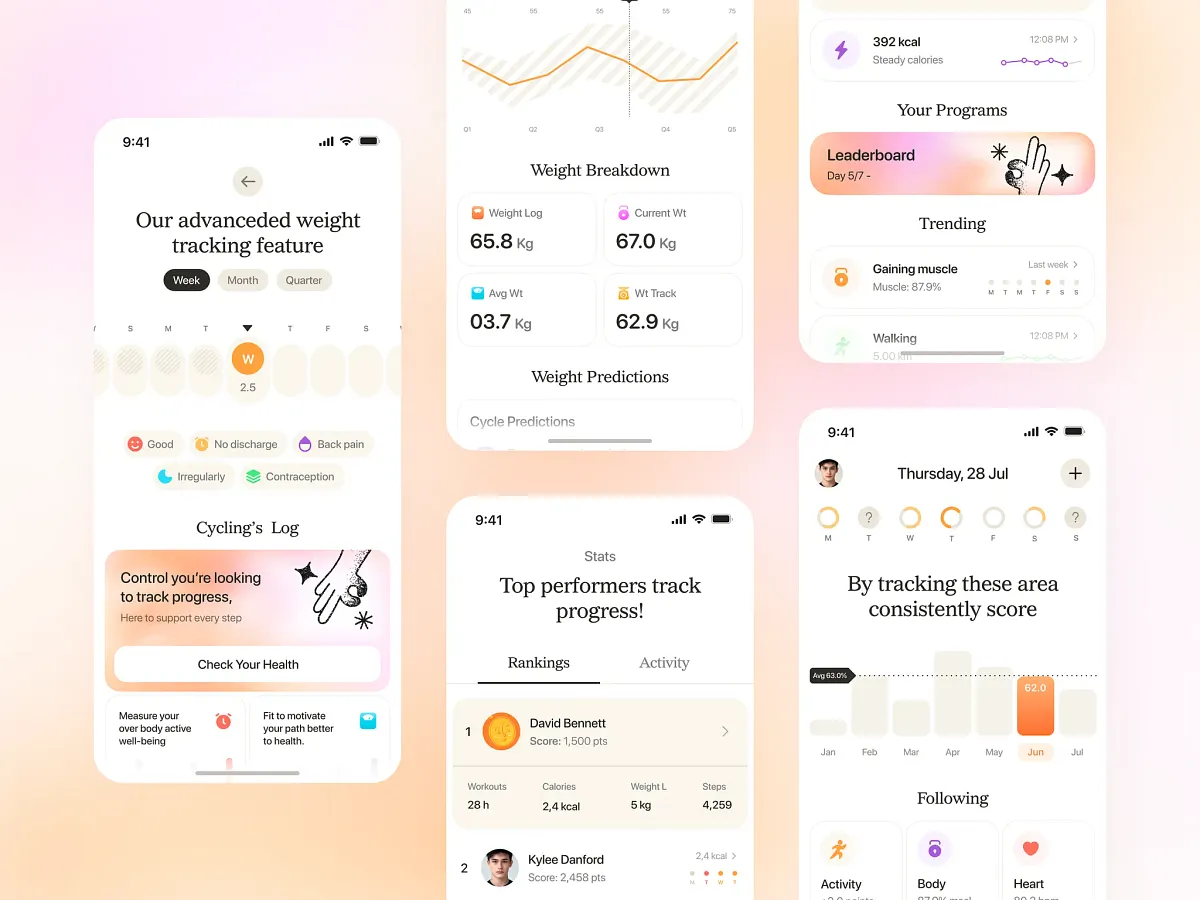 9:41
Our advanceded weight
tracking feature
Week Month Quarter
S M T T F S
W
2.5
Good No discharge Back pain
Irregularly Contraception
Cycling's Log
Control you're looking
to track progress,
Here to support every step
Check Your Health
Measure your
over body active
well-being
Fit to motivate
your path better
to health.
45 55 55 55 75
Q1 Q2 Q3 Q4 Q5
Weight Breakdown
Weight Log
65.8 Kg
Current Wt
67.0 Kg
Avg Wt
03.7 Kg
Wt Track
62.9 Kg
Weight Predictions
Cycle Predictions
9:41
Stats
Top performers track
progress!
Rankings Activity
1
David Bennett
Score: 1,500 pts
Workouts Calories Weight L Steps
28 h 2,4 kcal 5 kg 4,259
2
Kylee Danford
Score: 2,458 pts
2,4 kcal
M T W T
392 kcal
Steady calories
12:08 PM
Your Programs
Leaderboard
Day 5/7 -
Trending
Gaining muscle
Muscle: 87.9%
Last week
M T M T F S S
Walking
5.00 km
12:08 PM
9:41
Thursday, 28 Jul
? ?
M T W T F S S
By tracking these area
consistently score
Avg 63.0%
62.0
Jan Feb Mar Apr May Jun Jul
Following
Activity
Body
Heart